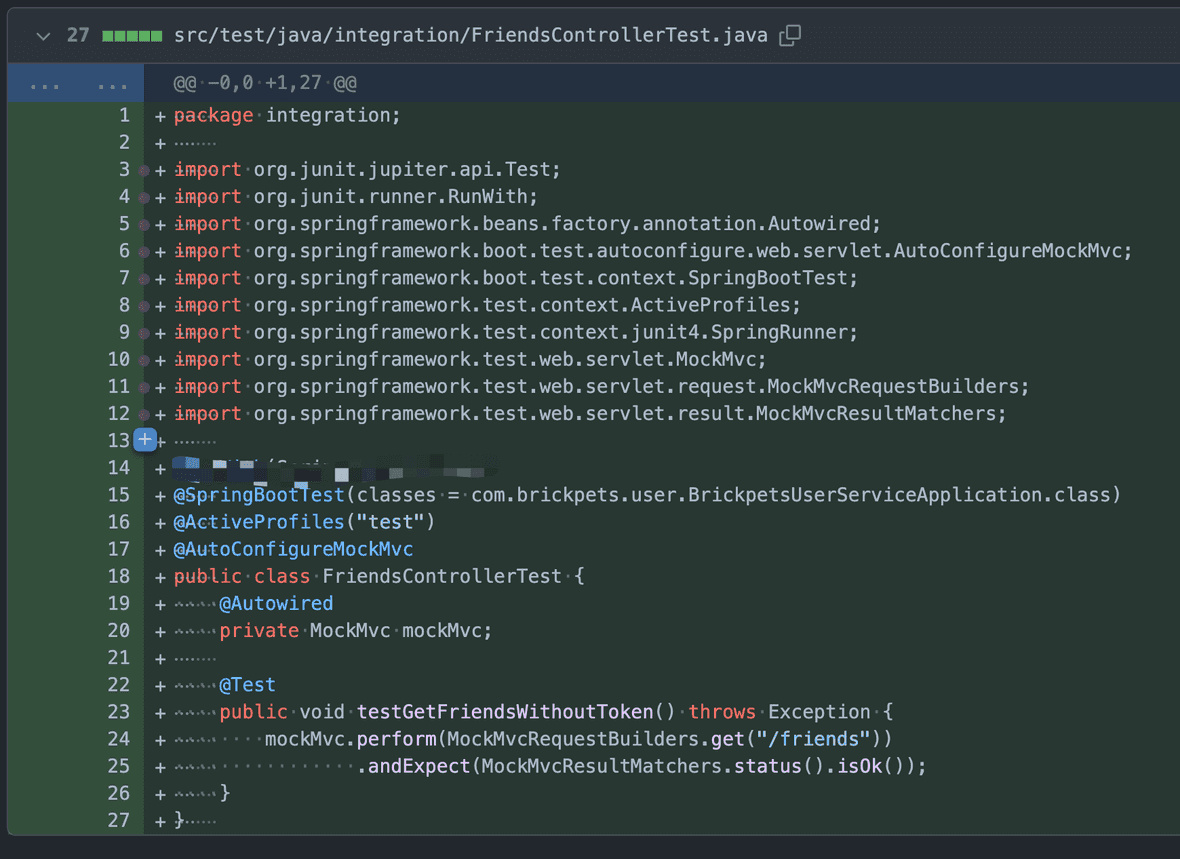 27 src/test/java/integration/FriendsControllerTest.java
... ... @@ -0,0 +1,27 @@
1 + package integration;
2 +
3 + import org.junit.jupiter.api.Test;
4 + import org.junit.runner.RunWith;
5 + import org.springframework.beans.factory.annotation.Autowired;
6 + import org.springframework.boot.test.autoconfigure.web.servlet.AutoConfigureMockMvc;
7 + import org.springframework.boot.test.context.SpringBootTest;
8 + import org.springframework.test.context.ActiveProfiles;
9 + import org.springframework.test.context.junit4.SpringRunner;
10 + import org.springframework.test.web.servlet.MockMvc;
11 + import org.springframework.test.web.servlet.request.MockMvcRequestBuilders;
12 + import org.springframework.test.web.servlet.result.MockMvcResultMatchers;
13 + +
14 +
15 + @SpringBootTest(classes = com.brickpets.user.BrickpetsUserServiceApplication.class)
16 + @ActiveProfiles("test")
17 + @AutoConfigureMockMvc
18 + public class FriendsControllerTest {
19 + @Autowired
20 + private MockMvc mockMvc;
21 +
22 + @Test
23 + public void testGetFriendsWithoutToken() throws Exception {
24 + mockMvc.perform(MockMvcRequestBuilders.get("/friends"))
25 + .andExpect(MockMvcResultMatchers.status().isOk());
26 + }
27 + }